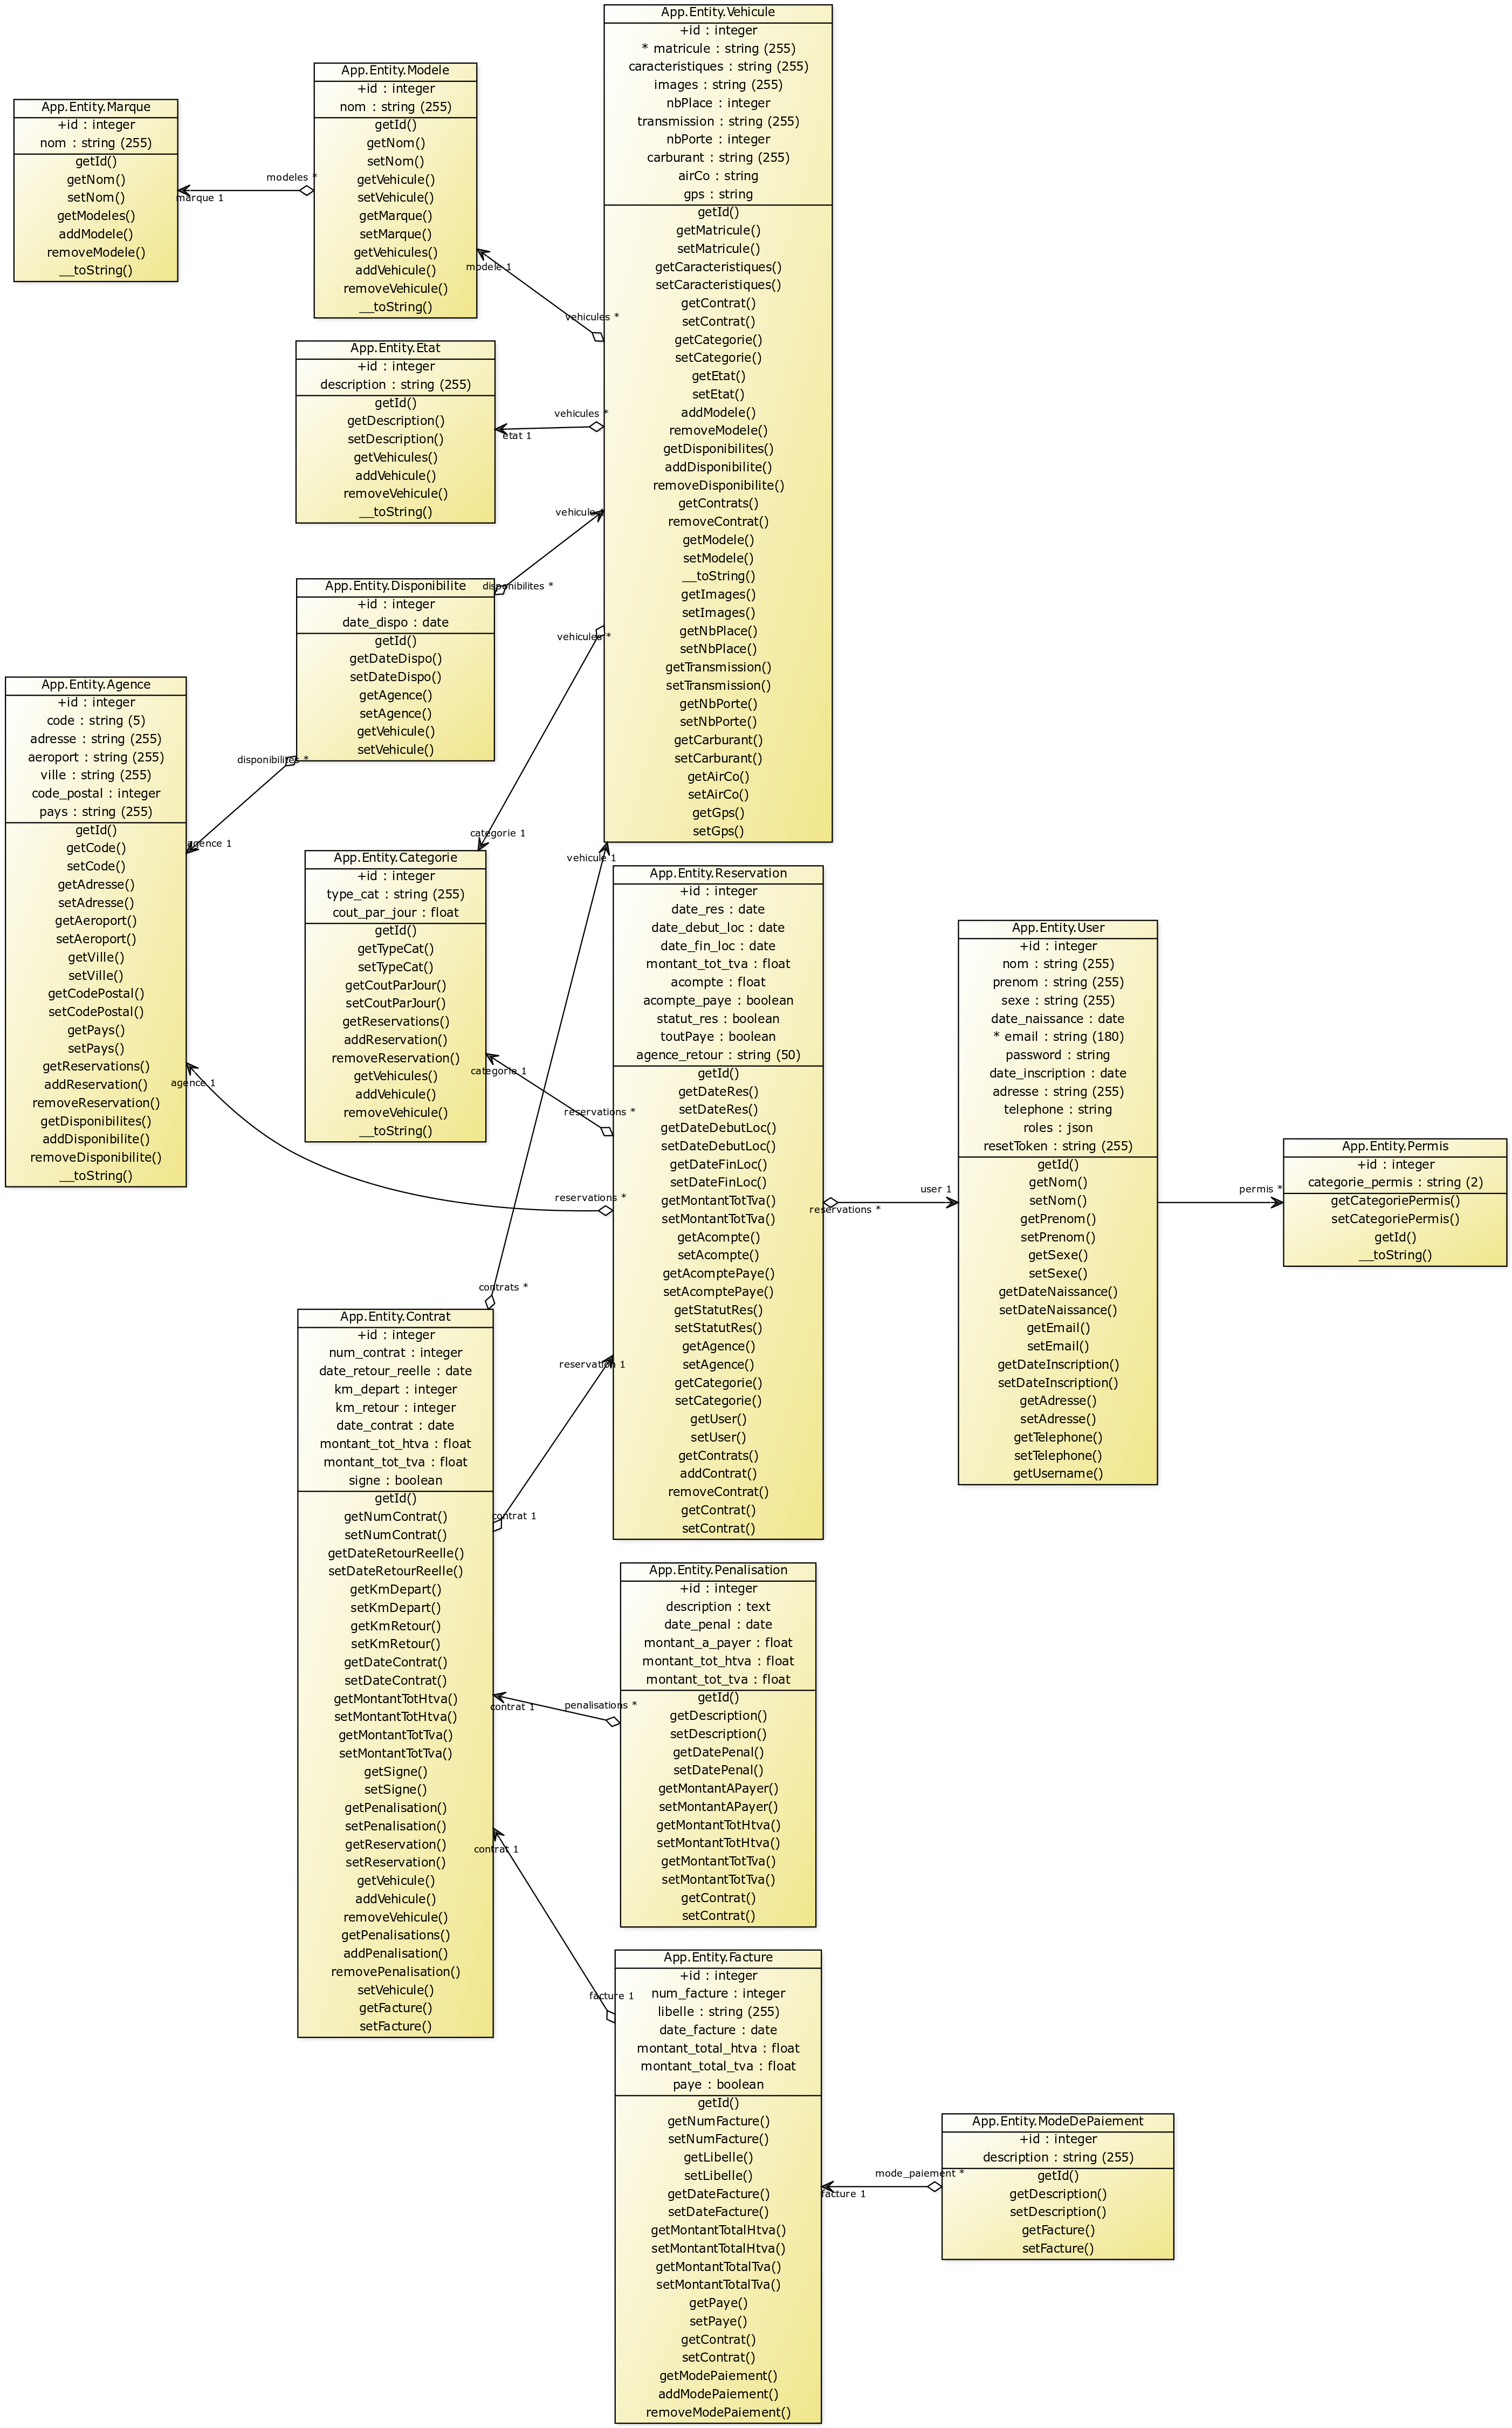 App.Entity.Marque
+id : integer
nom : string (255)
getId()
getNom()
setNom()
getModeles()
addModele()
removeModele()
__toString()
modeles *
marque 1
App.Entity.Modele
+id : integer
nom : string (255)
getId()
getNom()
setNom()
getVehicule()
setVehicule()
getMarque()
setMarque()
getVehicules()
addVehicule()
removeVehicule()
__toString()
modele 1
vehicules *
App.Entity.Etat
+id : integer
description : string (255)
getId()
getDescription()
setDescription()
getVehicules()
addVehicule()
removeVehicule()
__toString()
vehicules *
etat 1
App.Entity.Vehicule
+id : integer
* matricule : string (255)
caracteristiques : string (255)
images : string (255)
nbPlace : integer
transmission : string (255)
nbPorte : integer
carburant : string (255)
airCo : string
gps : string
getId()
getMatricule()
setMatricule()
getCaracteristiques()
setCaracteristiques()
getContrat()
setContrat()
getCategorie()
setCategorie()
getEtat()
setEtat()
addModele()
removeModele()
getDisponibilites()
addDisponibilite()
removeDisponibilite()
getContrats()
removeContrat()
getModele()
setModele()
__toString()
getImages()
setImages()
getNbPlace()
setNbPlace()
getTransmission()
setTransmission()
getNbPorte()
setNbPorte()
getCarburant()
setCarburant()
getAirCo()
setAirCo()
getGps()
setGps()
App.Entity.Disponibilite
+id : integer
date_dispo : date
getId()
getDateDispo()
setDateDispo()
getAgence()
setAgence()
getVehicule()
setVehicule()
vehicule 1
disponibilites *
vehicules *
categorie 1
disponibilites *
agence 1
App.Entity.Agence
+id : integer
code : string (5)
adresse : string (255)
aeroport : string (255)
ville : string (255)
code_postal : integer
pays : string (255)
getId()
getCode()
setCode()
getAdresse()
setAdresse()
getAeroport()
setAeroport()
getVille()
setVille()
getCodePostal()
setCodePostal()
getPays()
setPays()
getReservations()
addReservation()
removeReservation()
getDisponibilites()
addDisponibilite()
removeDisponibilite()
__toString()
agence 1
App.Entity.Categorie
+id : integer
type_cat : string (255)
cout_par_jour : float
getId()
getTypeCat()
setTypeCat()
getCoutParJour()
setCoutParJour()
getReservations()
addReservation()
removeReservation()
getVehicules()
addVehicule()
removeVehicule()
__toString()
vehicule 1
categorie 1
reservations *
reservations *
App.Entity.Reservation
+id : integer
date_res : date
date_debut_loc : date
date_fin_loc : date
montant_tot_tva : float
acompte : float
acompte_paye : boolean
statut_res : boolean
toutPaye : boolean
agence_retour : string (50)
getId()
getDateRes()
setDateRes()
getDateDebutLoc()
setDateDebutLoc()
getDateFinLoc()
setDateFinLoc()
getMontantTotTva()
setMontantTotTva()
getAcompte()
setAcompte()
getAcomptePaye()
setAcomptePaye()
getStatutRes()
setStatutRes()
getAgence()
setAgence()
getCategorie()
setCategorie()
getUser()
setUser()
getContrats()
addContrat()
removeContrat()
getContrat()
setContrat()
user 1
reservations *
App.Entity.User
+id : integer
nom : string (255)
prenom : string (255)
sexe : string (255)
date_naissance : date
* email : string (180)
password : string
date_inscription : date
adresse : string (255)
telephone : string
roles : json
resetToken : string (255)
getId()
getNom()
setNom()
getPrenom()
setPrenom()
getSexe()
setSexe()
getDateNaissance()
setDateNaissance()
getEmail()
setEmail()
getDateInscription()
setDateInscription()
getAdresse()
setAdresse()
getTelephone()
setTelephone()
getUsername()
permis *
App.Entity.Permis
+id : integer
categorie_permis : string (2)
getCategoriePermis()
setCategoriePermis()
getId()
__toString()
contrats *
App.Entity.Contrat
+id : integer
num_contrat : integer
date_retour_reelle : date
km_depart : integer
km_retour : integer
date_contrat : date
montant_tot_htva : float
montant_tot_tva : float
signe : boolean
getId()
getNumContrat()
setNumContrat()
getDateRetourReelle()
setDateRetourReelle()
getKmDepart()
setKmDepart()
getKmRetour()
setKmRetour()
getDateContrat()
setDateContrat()
getMontantTotHtva()
setMontantTotHtva()
getMontantTotTva()
setMontantTotTva()
getSigne()
setSigne()
getPenalisation()
setPenalisation()
getReservation()
setReservation()
getVehicule()
addVehicule()
removeVehicule()
getPenalisations()
addPenalisation()
removePenalisation()
setVehicule()
getFacture()
setFacture()
reservation 1
contrat 1
penalisations *
contrat 1
contrat 1
facture 1
App.Entity.Penalisation
+id : integer
description : text
date_penal : date
montant_a_payer : float
montant_tot_htva : float
montant_tot_tva : float
getId()
getDescription()
setDescription()
getDatePenal()
setDatePenal()
getMontantAPayer()
setMontantAPayer()
getMontantTotHtva()
setMontantTotHtva()
getMontantTotTva()
setMontantTotTva()
getContrat()
setContrat()
App.Entity.Facture
+id : integer
num_facture : integer
libelle : string (255)
date_facture : date
montant_total_htva : float
montant_total_tva : float
paye : boolean
getId()
getNumFacture()
setNumFacture()
getLibelle()
setLibelle()
getDateFacture()
setDateFacture()
getMontantTotalHtva()
setMontantTotalHtva()
getMontantTotalTva()
setMontantTotalTva()
getPaye()
setPaye()
getContrat()
setContrat()
getModePaiement()
addModePaiement()
removeModePaiement()
mode_paiement *
facture 1
App.Entity.ModeDePaiement
+id : integer
description : string (255)
getId()
getDescription()
setDescription()
getFacture()
setFacture()